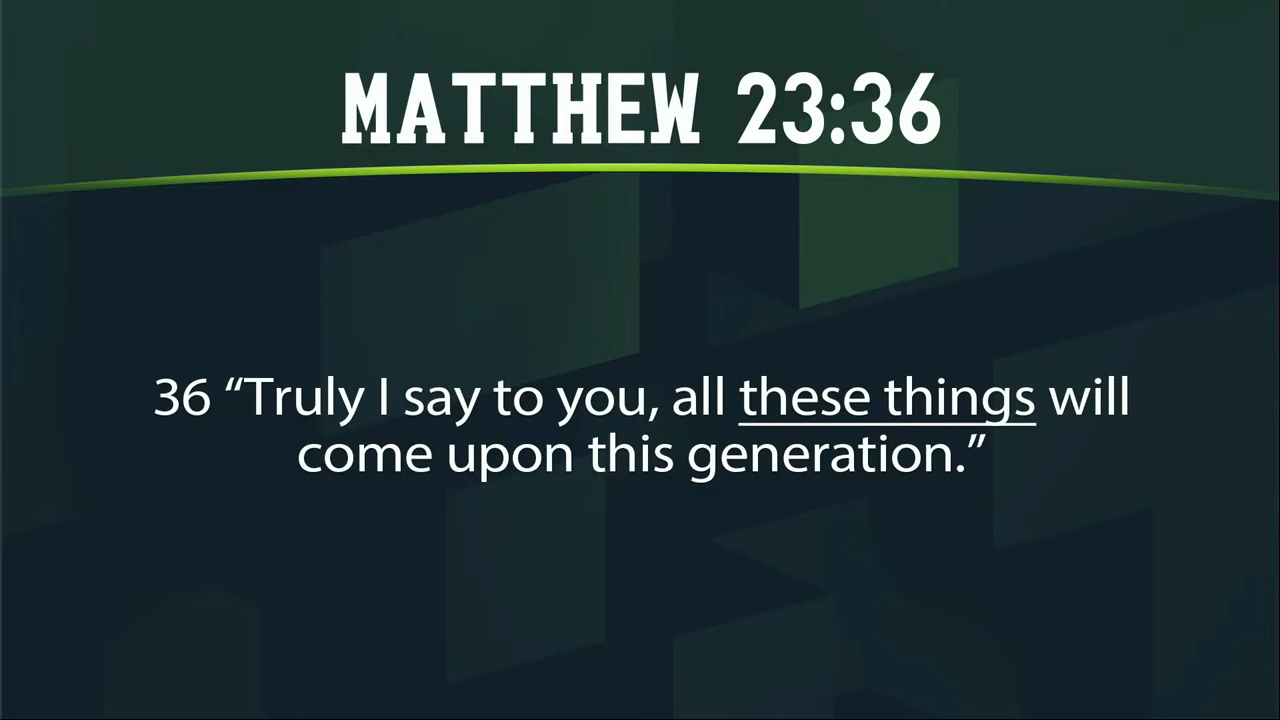 MATTHEW 23:36
36 “Truly I say to you, all these things will
come upon this generation.”